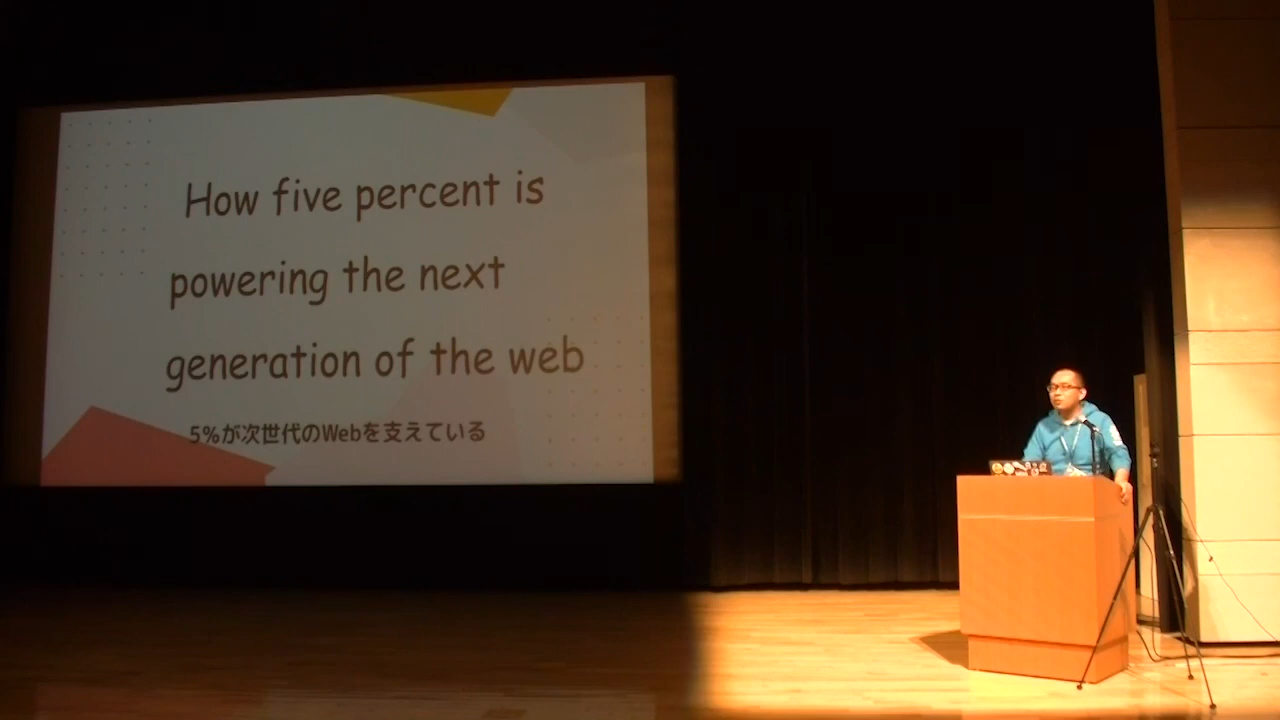 How five percent is
powering the next
generation of the web
5%が次世代のWebを支えている